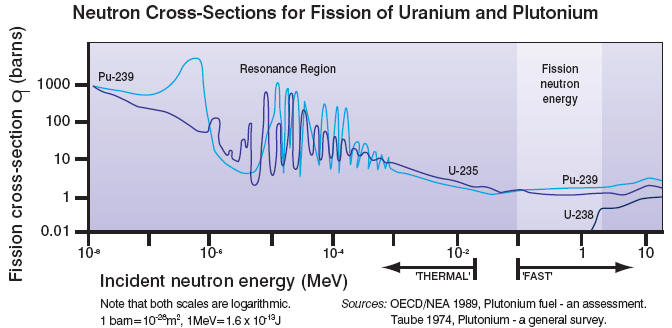 Neutron Cross-Sections for Fission of Uranium and Plutonium
Fission cross-section σf (barns)
1000
100
10
1
0.01
Pu-239
Resonance Region
Fission
neutron
energy
U-235
Pu-239
U-238
10⁻⁸
10⁻⁶
10⁻⁴
10⁻²
1
10
Incident neutron energy (MeV)
'THERMAL'
'FAST'
Note that both scales are logarithmic.
1 barn=10⁻²⁸m², 1MeV=1.6 x 10⁻¹³J
Sources: OECD/NEA 1989, Plutonium fuel - an assessment.
Taube 1974, Plutonium - a general survey.